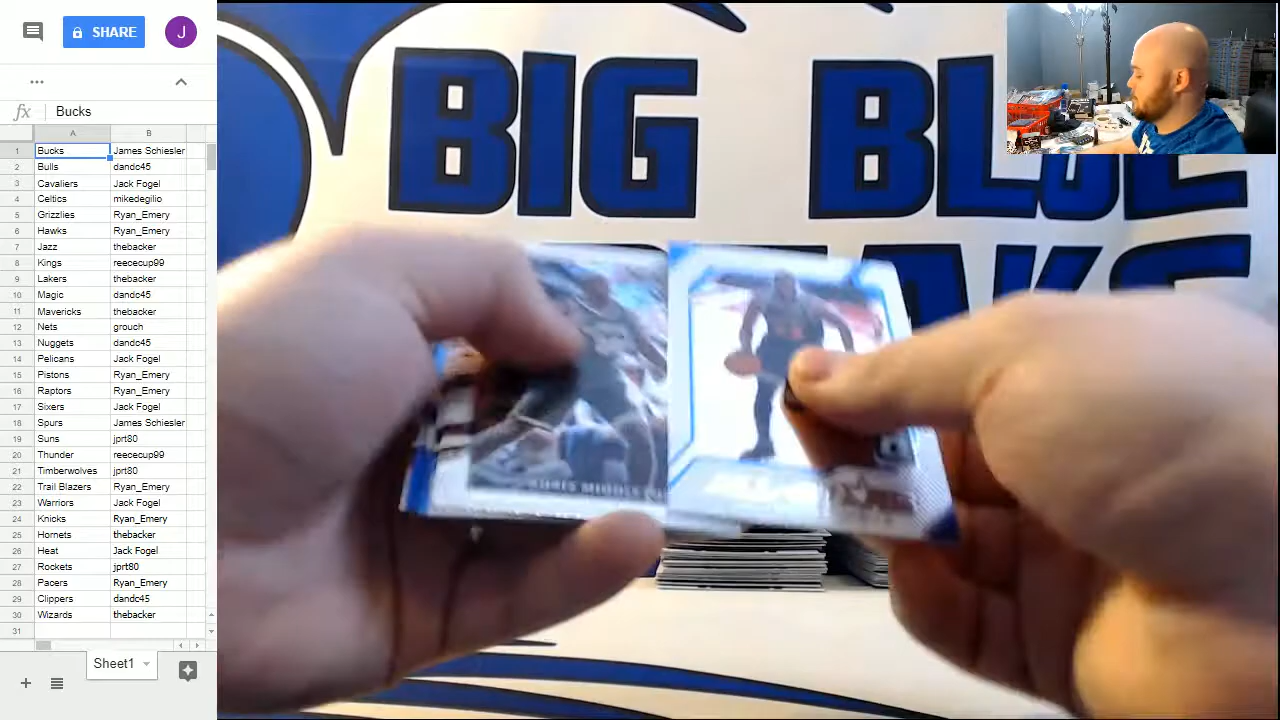 SHARE
J
...
fx Bucks
A B
1 Bucks James Schiesler
2 Bulls dandc45
3 Cavaliers Jack Fogel
4 Celtics mikedegilio
5 Grizzlies Ryan_Emery
6 Hawks Ryan_Emery
7 Jazz thebacker
8 Kings reececup99
9 Lakers thebacker
10 Magic dandc45
11 Mavericks thebacker
12 Nets grouch
13 Nuggets dandc45
14 Pelicans Jack Fogel
15 Pistons Ryan_Emery
16 Raptors Ryan_Emery
17 Sixers Jack Fogel
18 Spurs James Schiesler
19 Suns jprt80
20 Thunder reecechup99
21 Timberwolves jprt80
22 Trail Blazers Ryan_Emery
23 Warriors Jack Fogel
24 Knicks Ryan_Emery
25 Hornets thebacker
26 Heat Jack Fogel
27 Rockets jprt80
28 Pacers Ryan_Emery
29 Clippers dandc45
30 Wizards thebacker
31
Sheet1
BIG BLUE